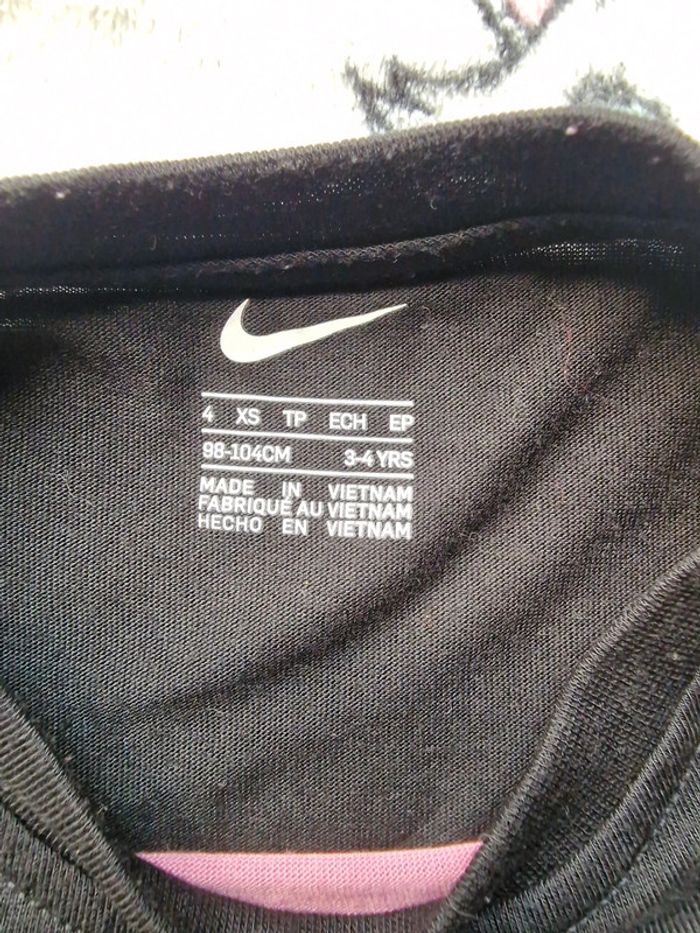 4 XS TP ECH EP
98-104CM 3-4 YRS
MADE IN VIETNAM
FABRIQUÉ AU VIETNAM
HECHO EN VIETNAM